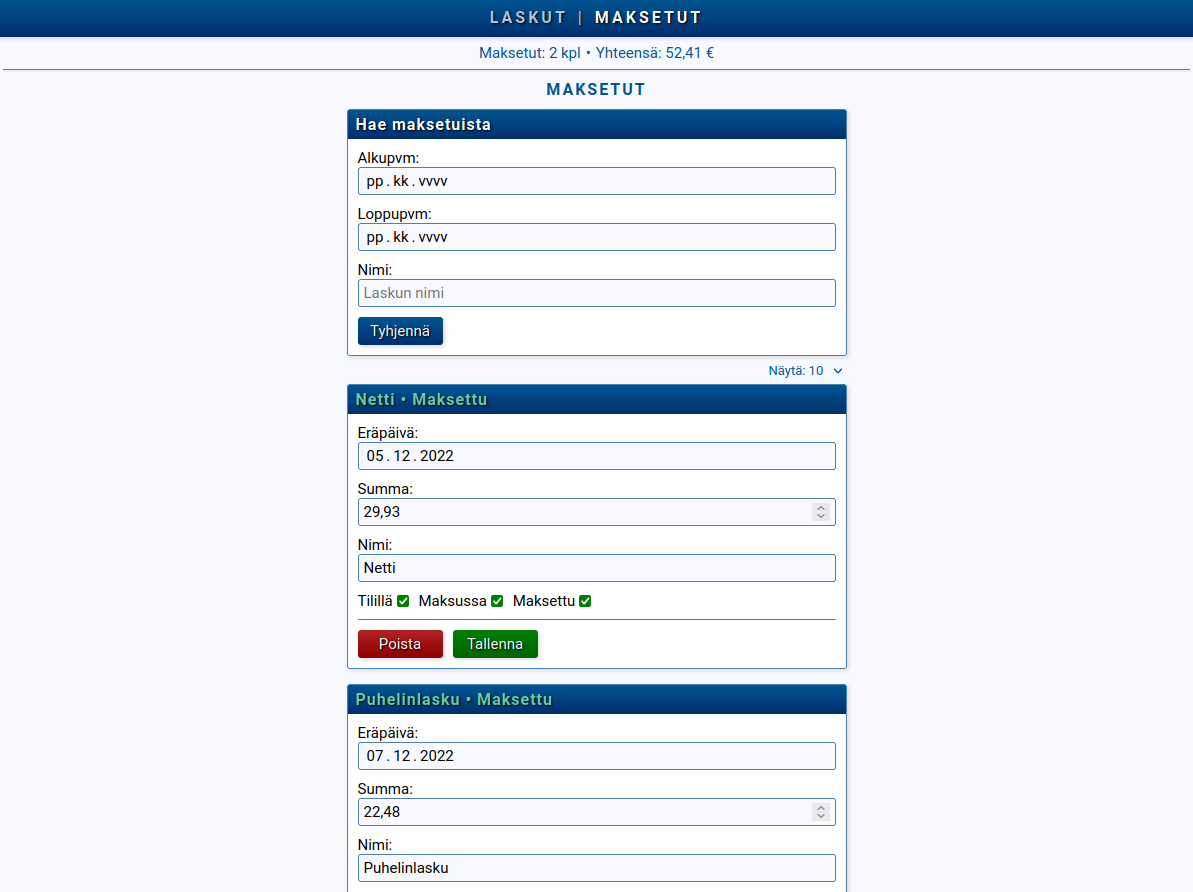 LASKUT | MAKSETUT
Maksetut: 2 kpl • Yhteensä: 52,41 €
MAKSETUT
Hae maksetuista
Alkupvm:
pp . kk . vvvv
Loppupvm:
pp . kk . vvvv
Nimi:
Laskun nimi
Tyhjennä
Näytä: 10
Netti • Maksettu
Eräpäivä:
05 . 12 . 2022
Summa:
29,93
Nimi:
Netti
Tilillä Maksussa Maksettu
Poista Tallenna
Puhelinlasku • Maksettu
Eräpäivä:
07 . 12 . 2022
Summa:
22,48
Nimi:
Puhelinlasku